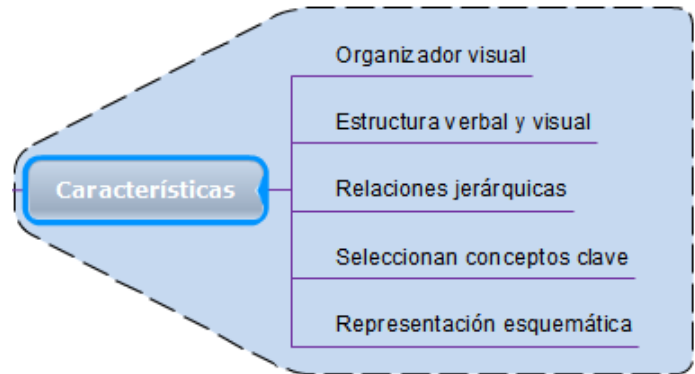 Características
Organizador visual
Estructura verbal y visual
Relaciones jerárquicas
Seleccionan conceptos clave
Representación esquemática